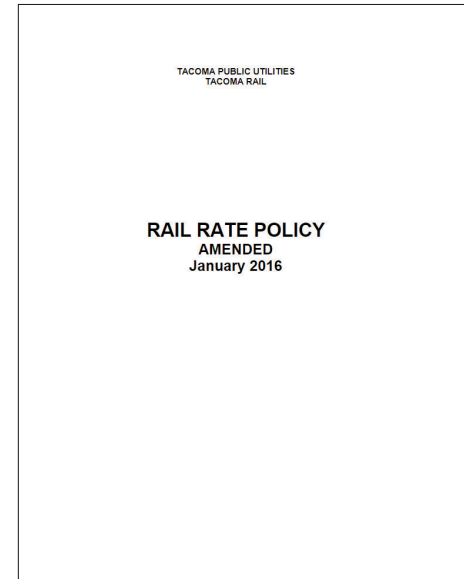 TACOMA PUBLIC UTILITIES
TACOMA RAIL
RAIL RATE POLICY
AMENDED
January 2016